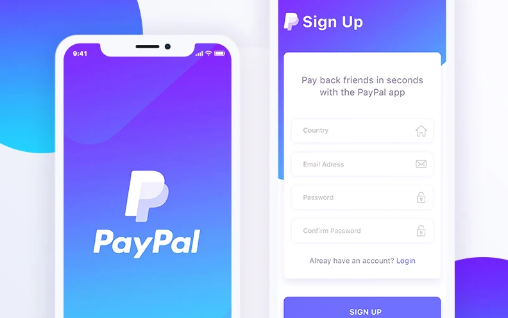 9:41
PayPal
Sign Up
Pay back friends in seconds
with the PayPal app
Country
Email Adress
Password
Confirm Password
Alreay have an account? Login
SIGN UP